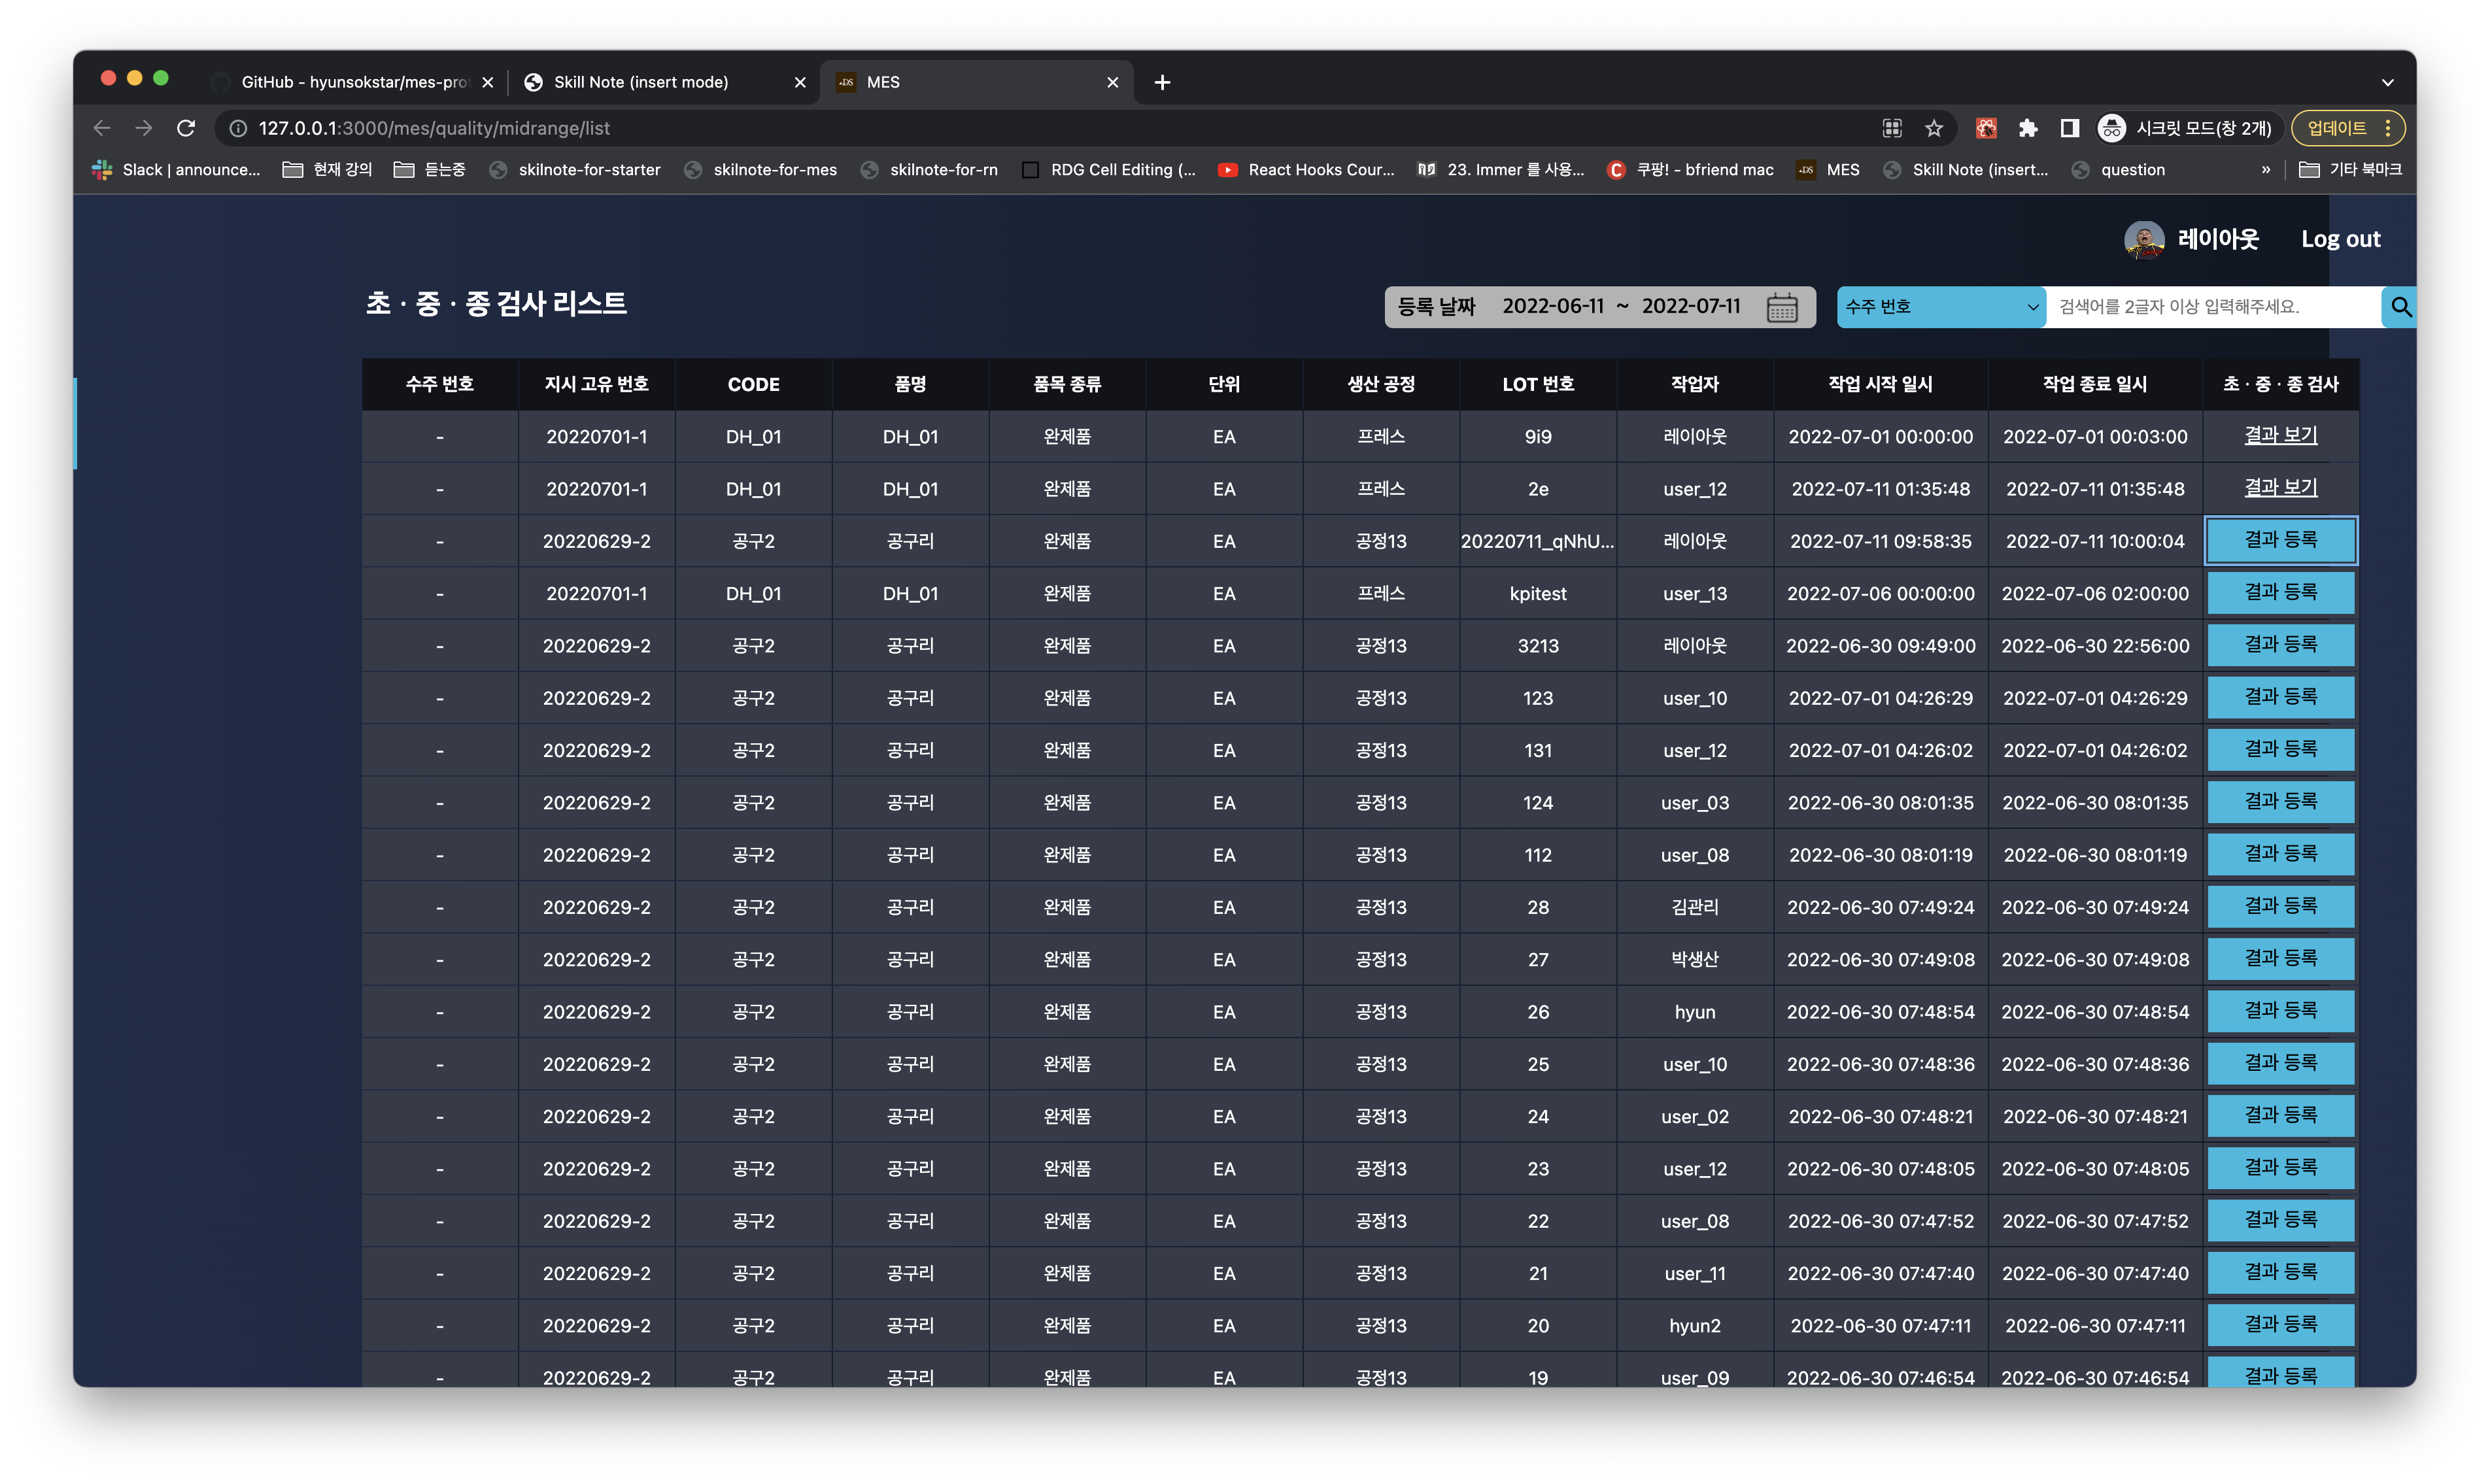 GitHub - hyunsokstar/mes-pro
Skill Note (insert mode)
MES
127.0.0.1:3000/mes/quality/midrange/list
시크릿 모드(창 2개)
업데이트
Slack | announce...
현재 강의
듣는중
skilnote-for-starter
skilnote-for-mes
skilnote-for-rn
RDG Cell Editing (...
React Hooks Cour...
23. Immer 를 사용...
쿠팡! - bfriend mac
MES
Skill Note (insert...
question
»
기타 북마크
레이아웃 Log out
초 · 중 · 종 검사 리스트
등록 날짜 2022-06-11 ~ 2022-07-11
수주 번호
검색어를 2글자 이상 입력해주세요.
수주 번호 지시 고유 번호 CODE 품명 품목 종류 단위 생산 공정 LOT 번호 작업자 작업 시작 일시 작업 종료 일시 초 · 중 · 종 검사
- 20220701-1 DH_01 DH_01 완제품 EA 프레스 9i9 레이아웃 2022-07-01 00:00:00 2022-07-01 00:03:00 결과 보기
- 20220701-1 DH_01 DH_01 완제품 EA 프레스 2e user_12 2022-07-11 01:35:48 2022-07-11 01:35:48 결과 보기
- 20220629-2 공구2 공구리 완제품 EA 공정13 20220711_qNhU... 레이아웃 2022-07-11 09:58:35 2022-07-11 10:00:04 결과 등록
- 20220701-1 DH_01 DH_01 완제품 EA 프레스 kpitest user_13 2022-07-06 00:00:00 2022-07-06 02:00:00 결과 등록
- 20220629-2 공구2 공구리 완제품 EA 공정13 3213 레이아웃 2022-06-30 09:49:00 2022-06-30 22:56:00 결과 등록
- 20220629-2 공구2 공구리 완제품 EA 공정13 123 user_10 2022-07-01 04:26:29 2022-07-01 04:26:29 결과 등록
- 20220629-2 공구2 공구리 완제품 EA 공정13 131 user_12 2022-07-01 04:26:02 2022-07-01 04:26:02 결과 등록
- 20220629-2 공구2 공구리 완제품 EA 공정13 124 user_03 2022-06-30 08:01:35 2022-06-30 08:01:35 결과 등록
- 20220629-2 공구2 공구리 완제품 EA 공정13 112 user_08 2022-06-30 08:01:19 2022-06-30 08:01:19 결과 등록
- 20220629-2 공구2 공구리 완제품 EA 공정13 28 김관리 2022-06-30 07:49:24 2022-06-30 07:49:24 결과 등록
- 20220629-2 공구2 공구리 완제품 EA 공정13 27 박생산 2022-06-30 07:49:08 2022-06-30 07:49:08 결과 등록
- 20220629-2 공구2 공구리 완제품 EA 공정13 26 hyun 2022-06-30 07:48:54 2022-06-30 07:48:54 결과 등록
- 20220629-2 공구2 공구리 완제품 EA 공정13 25 user_10 2022-06-30 07:48:36 2022-06-30 07:48:36 결과 등록
- 20220629-2 공구2 공구리 완제품 EA 공정13 24 user_02 2022-06-30 07:48:21 2022-06-30 07:48:21 결과 등록
- 20220629-2 공구2 공구리 완제품 EA 공정13 23 user_12 2022-06-30 07:48:05 2022-06-30 07:48:05 결과 등록
- 20220629-2 공구2 공구리 완제품 EA 공정13 22 user_08 2022-06-30 07:47:52 2022-06-30 07:47:52 결과 등록
- 20220629-2 공구2 공구리 완제품 EA 공정13 21 user_11 2022-06-30 07:47:40 2022-06-30 07:47:40 결과 등록
- 20220629-2 공구2 공구리 완제품 EA 공정13 20 hyun2 2022-06-30 07:47:11 2022-06-30 07:47:11 결과 등록
- 20220629-2 공구2 공구리 완제품 EA 공정13 19 user_09 2022-06-30 07:46:54 2022-06-30 07:46:54 결과 등록